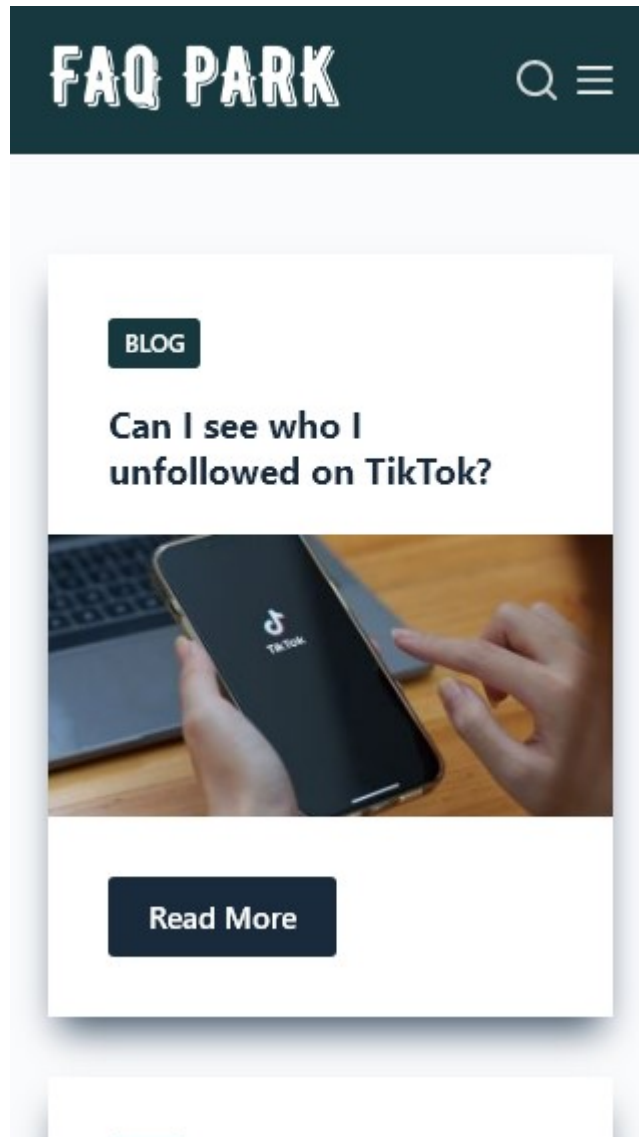 FAQ PARK
BLOG
Can I see who I
unfollowed on TikTok?
TikTok
Read More